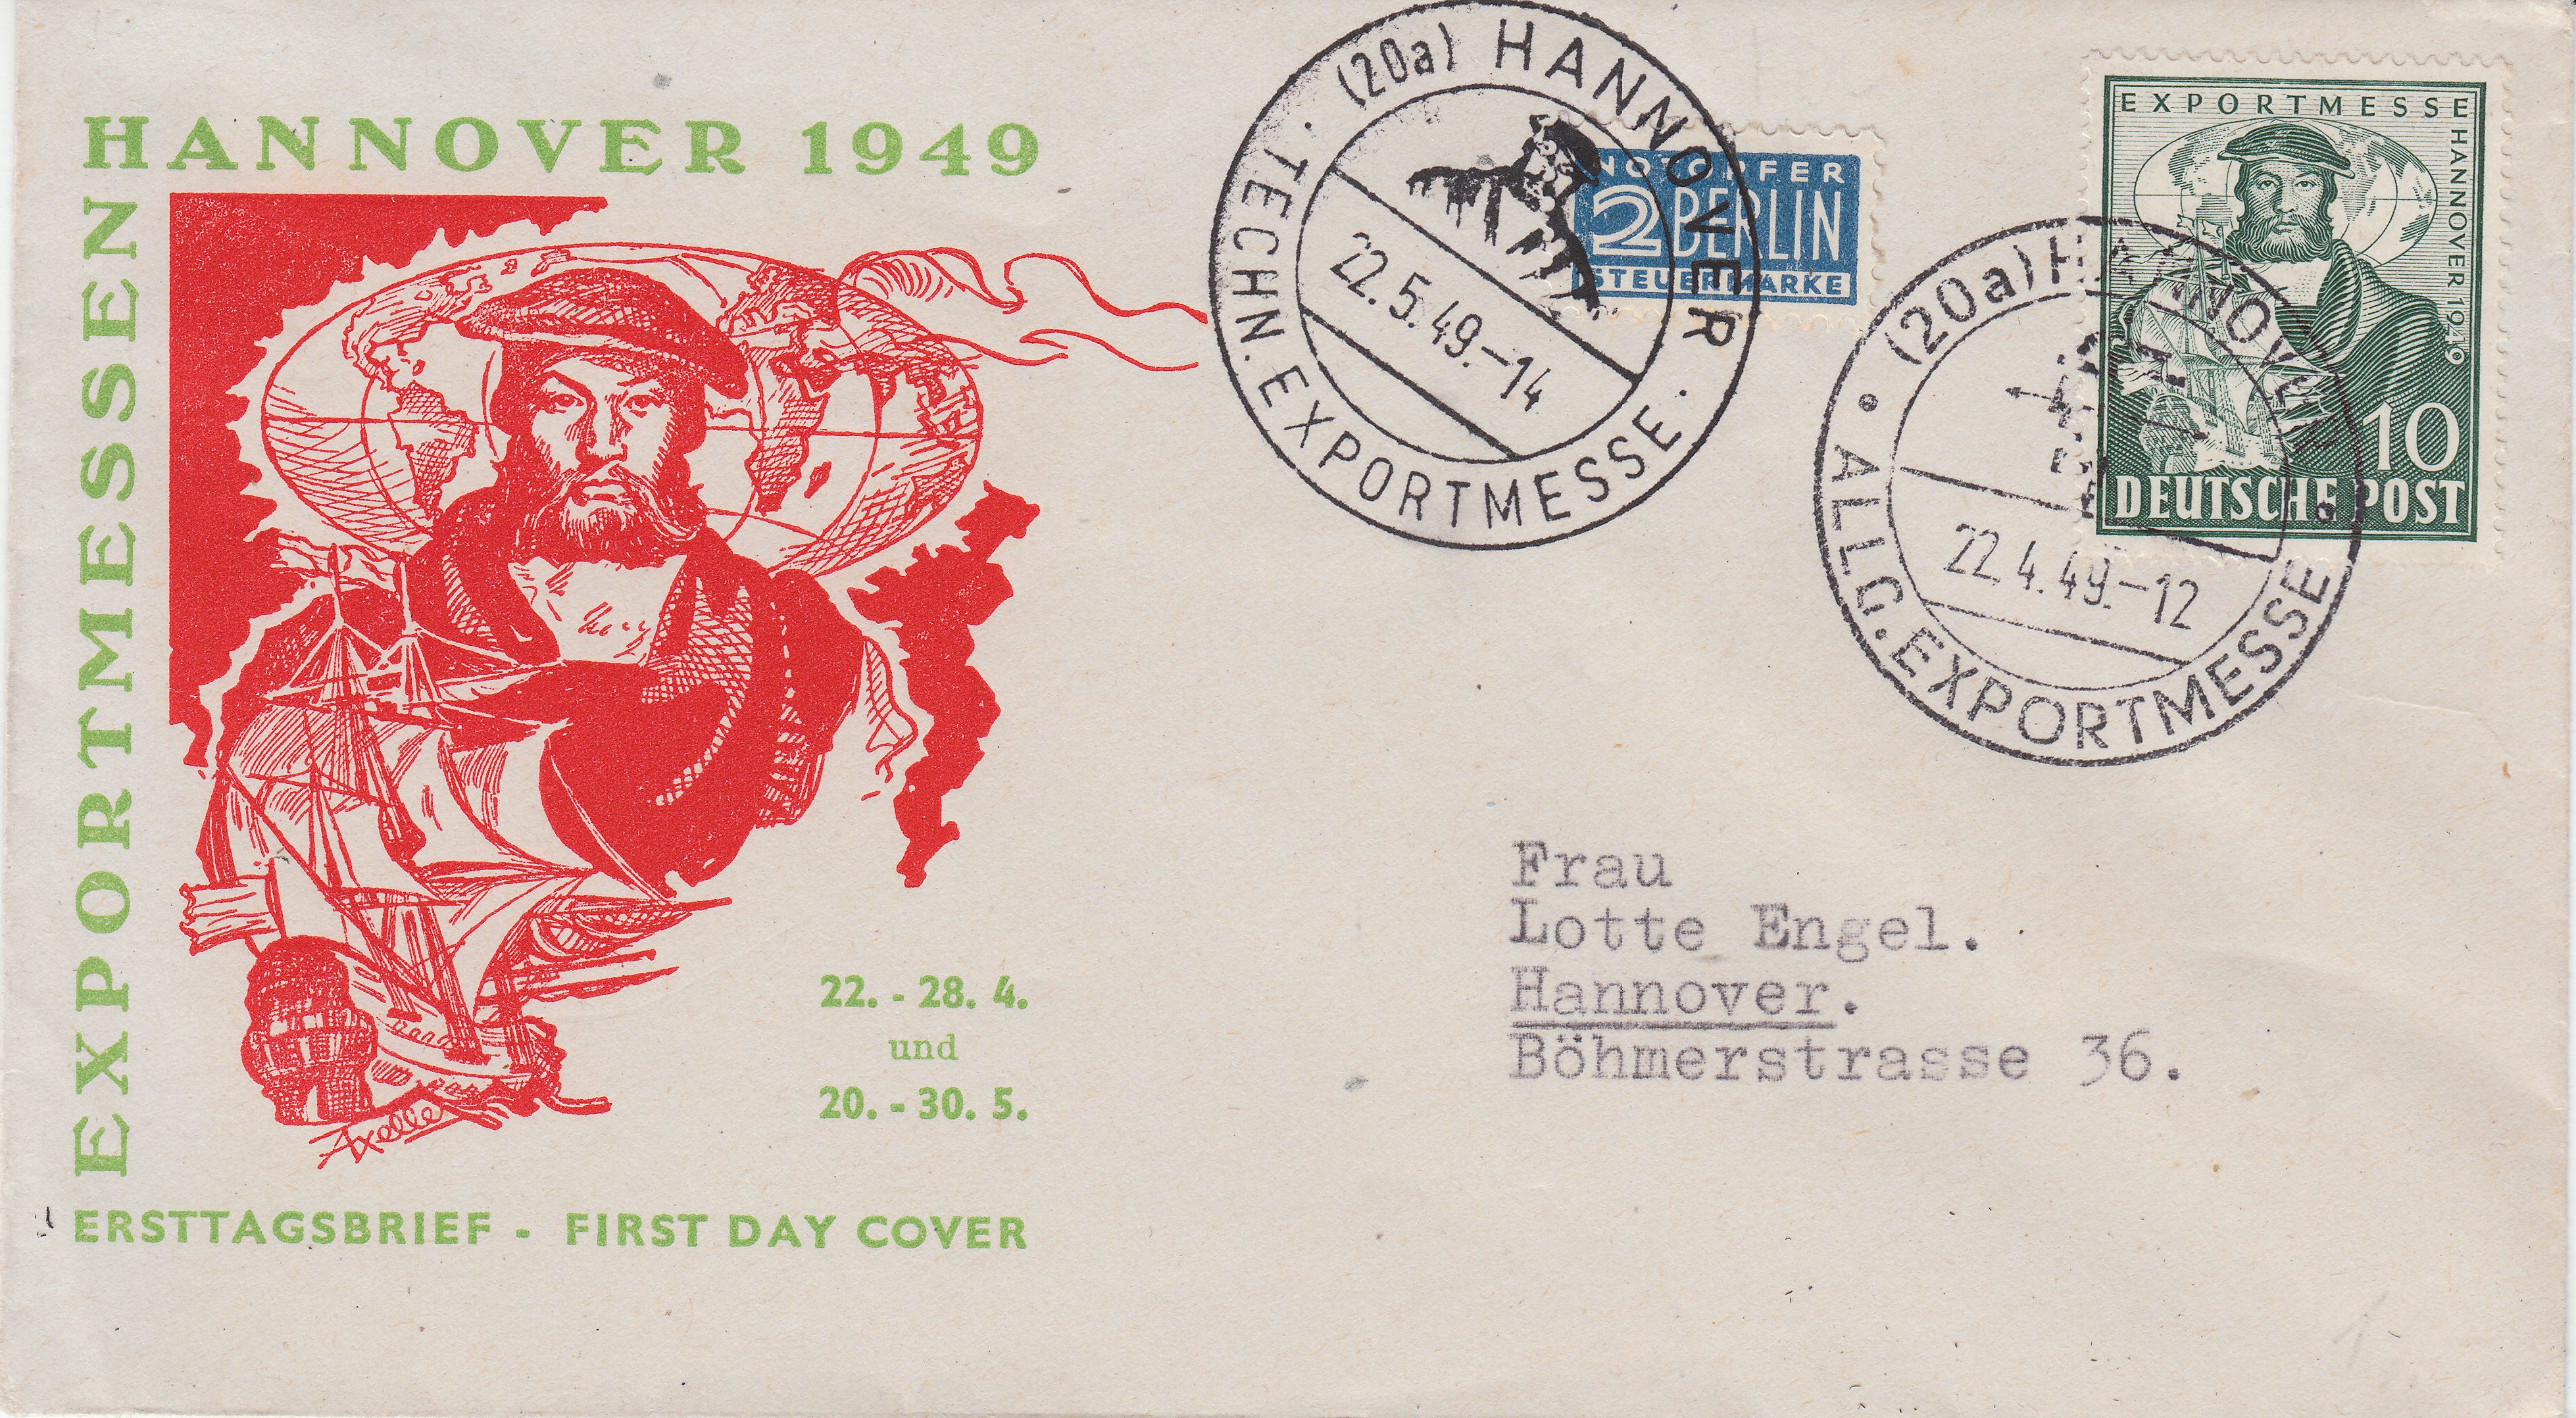 HANNOVER 1949
EXPORTMESSEN
Axelle
22. - 28. 4.
und
20. - 30. 5.
ERSTTAGSBRIEF - FIRST DAY COVER
(20a) HANNOVER
22.5.49.-14
· TECHN. EXPORTMESSE ·
NOTOPFER
2 BERLIN
STEUERMARKE
EXPORTMESSE
HANNOVER 1949
10
DEUTSCHE POST
(20a) HANNOVER
22.4.49.-12
• ALLG. EXPORTMESSE •
Frau
Lotte Engel.
Hannover.
Böhmerstrasse 36.